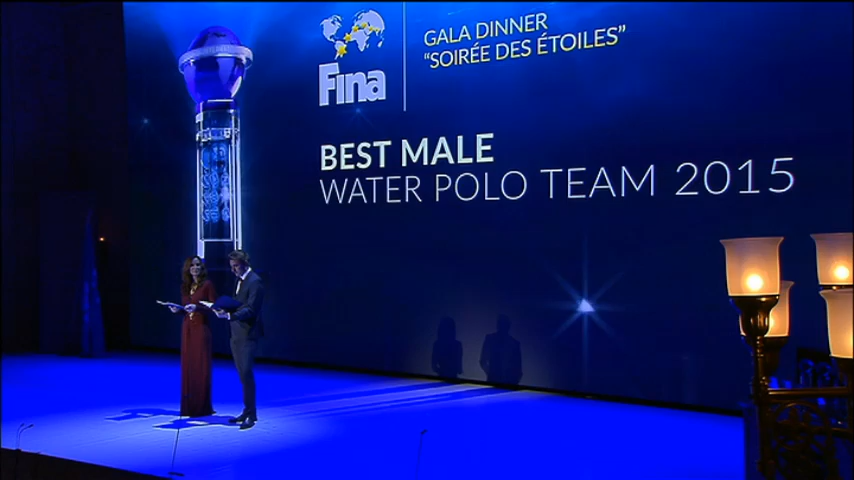 Fina
GALA DINNER
"SOIRÉE DES ÉTOILES"
BEST MALE
WATER POLO TEAM 2015